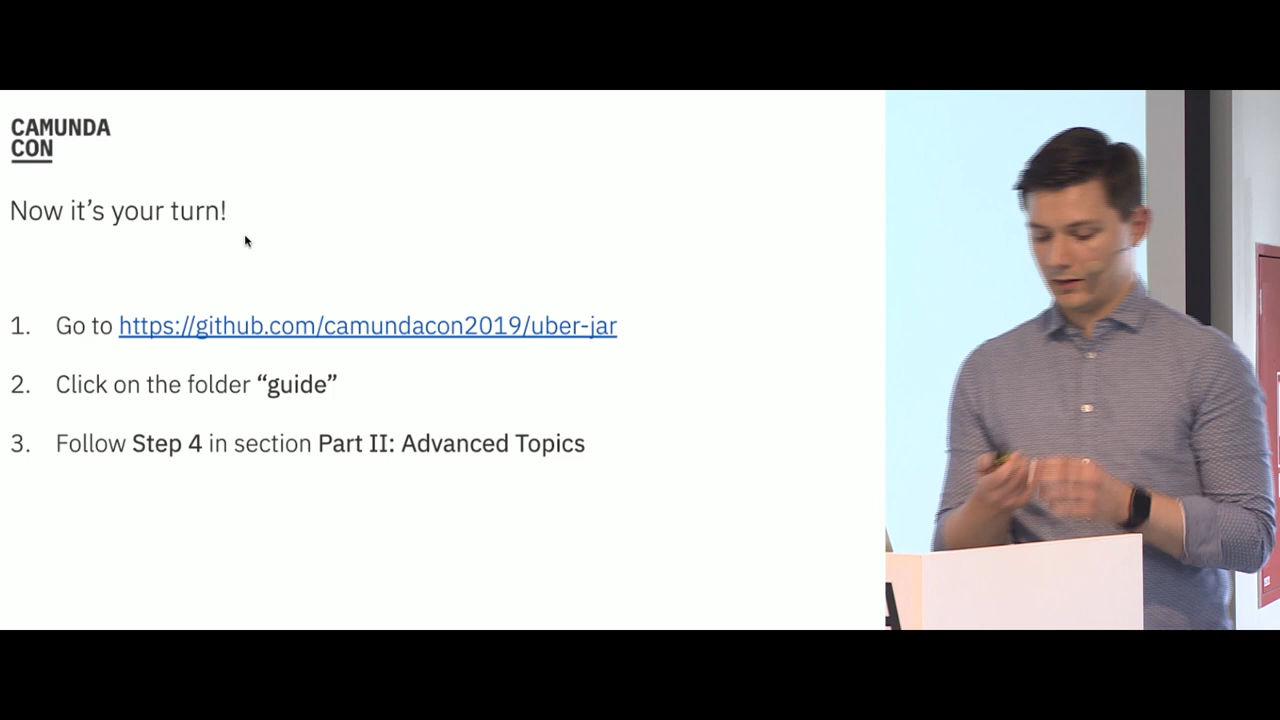 CAMUNDA
CON
Now it’s your turn!
1. Go to https://github.com/camundacon2019/uber-jar
2. Click on the folder “guide”
3. Follow Step 4 in section Part II: Advanced Topics